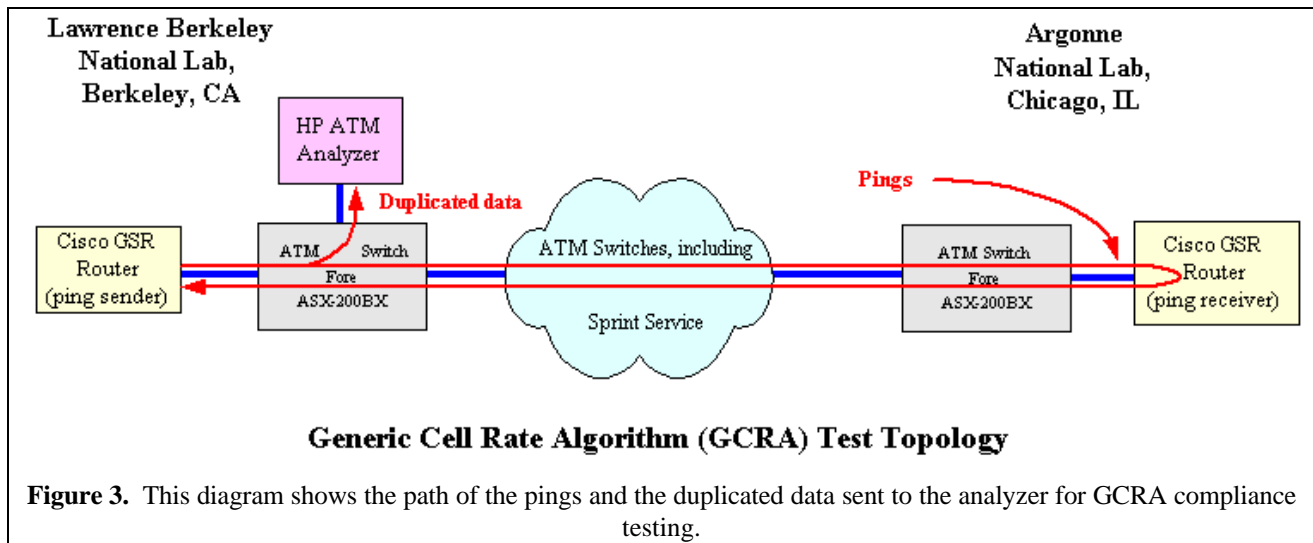 Lawrence Berkeley
National Lab,
Berkeley, CA
Argonne
National Lab,
Chicago, IL
HP ATM
Analyzer
Duplicated data
Pings
Cisco GSR
Router
(ping sender)
ATM Switch
Fore
ASX-200BX
ATM Switches, including
Sprint Service
ATM Switch
Fore
ASX-200BX
Cisco GSR
Router
(ping receiver)
Generic Cell Rate Algorithm (GCRA) Test Topology
Figure 3. This diagram shows the path of the pings and the duplicated data sent to the analyzer for GCRA compliance
testing.